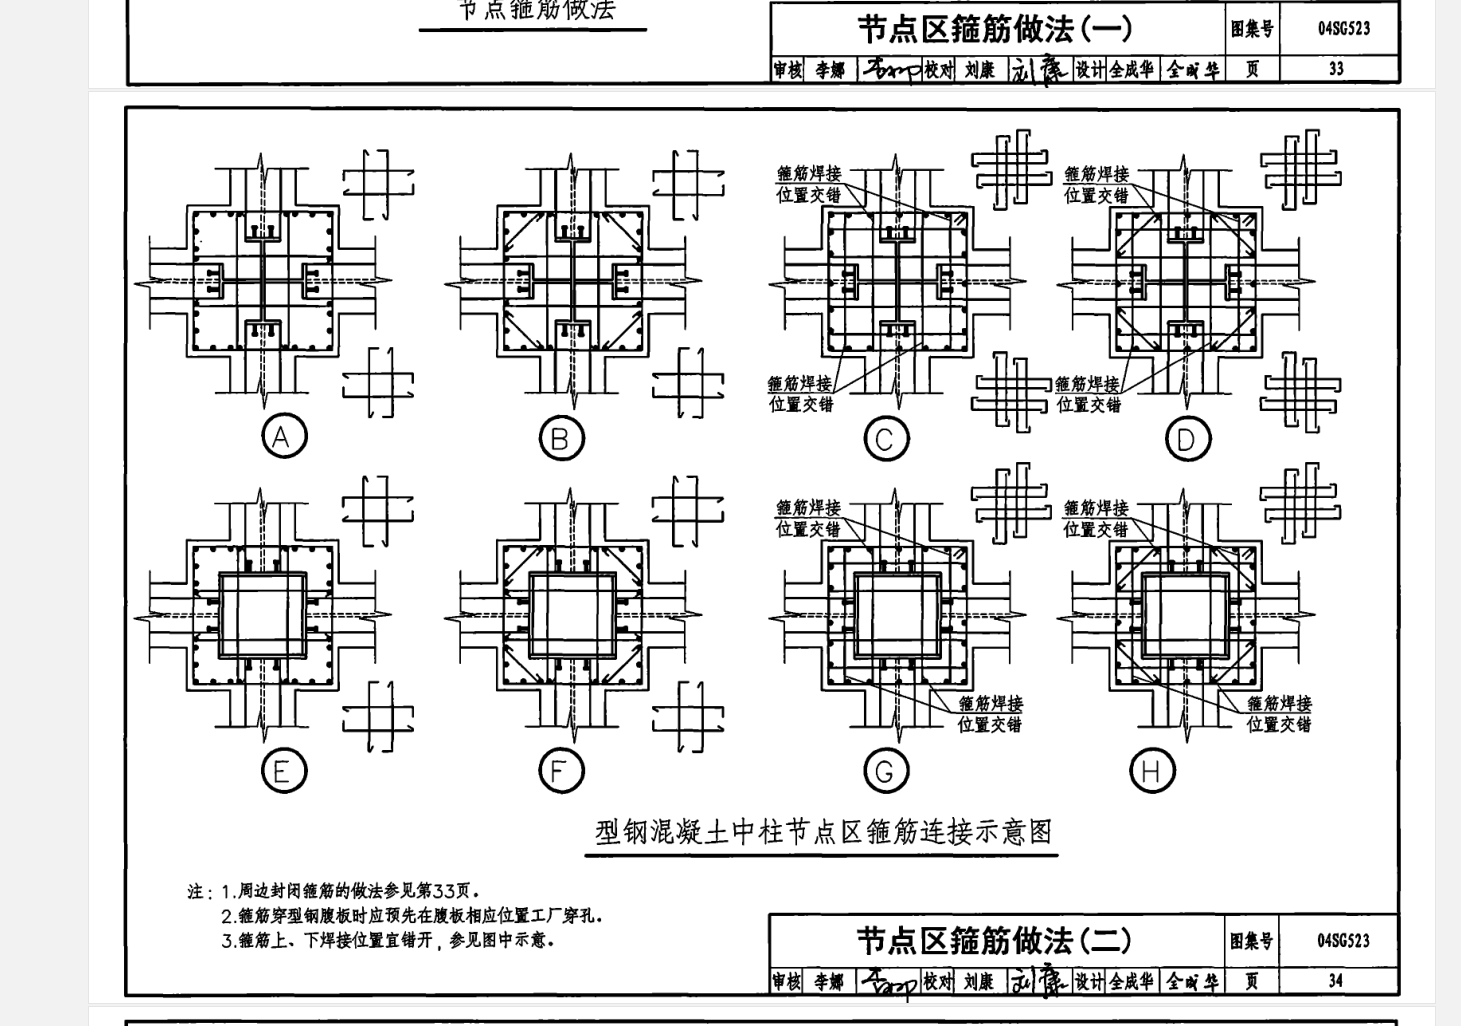 节点箍筋做法
节点区箍筋做法(一)
图集号
04SG523
审核 李娜 校对 刘康 设计 全成华 全成华 页 33
箍筋焊接
位置交错
箍筋焊接
位置交错
箍筋焊接
位置交错
箍筋焊接
位置交错
A
B
C
D
箍筋焊接
位置交错
箍筋焊接
位置交错
箍筋焊接
位置交错
箍筋焊接
位置交错
E
F
G
H
型钢混凝土中柱节点区箍筋连接示意图
注：1.周边封闭箍筋的做法参见第33页。
2.箍筋穿型钢腹板时应预先在腹板相应位置工厂穿孔。
3.箍筋上、下焊接位置宜错开，参见图中示意。
节点区箍筋做法(二)
图集号
04SG523
审核 李娜 校对 刘康 设计 全成华 全成华 页 34